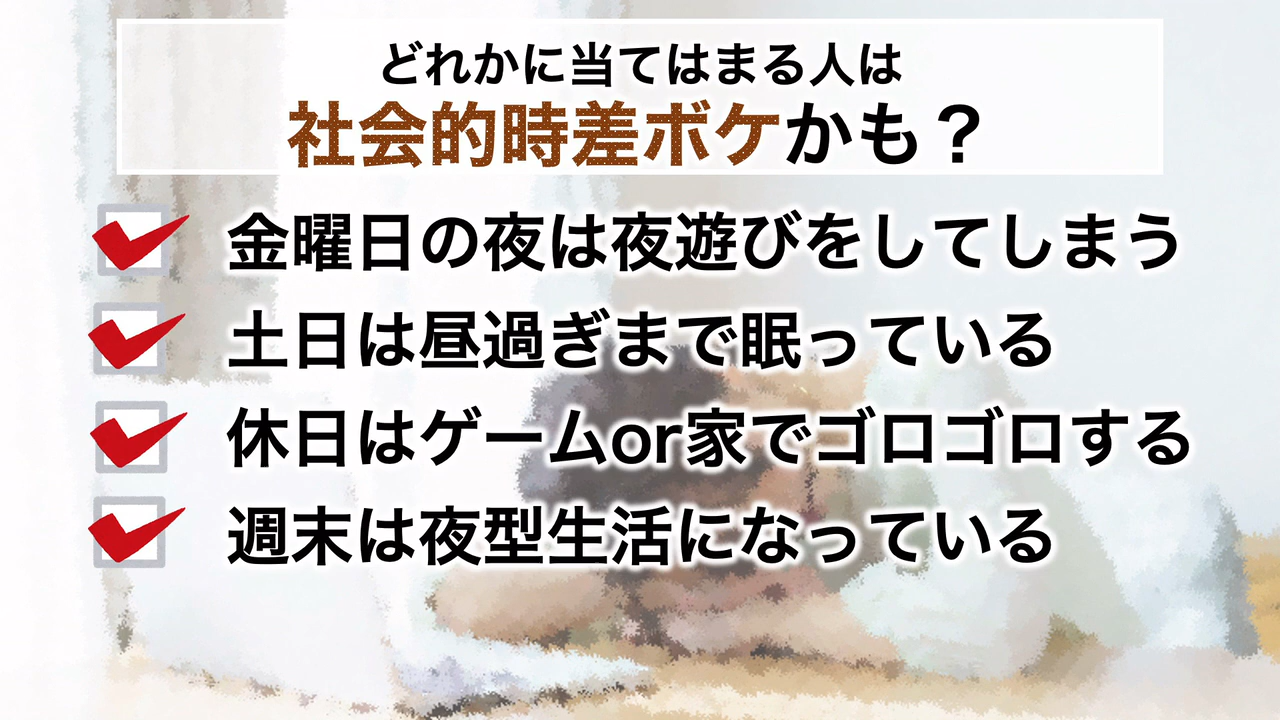 どれかに当てはまる人は
社会的時差ボケかも？
金曜日の夜は夜遊びをしてしまう
土日は昼過ぎまで眠っている
休日はゲームor家でゴロゴロする
週末は夜型生活になっている